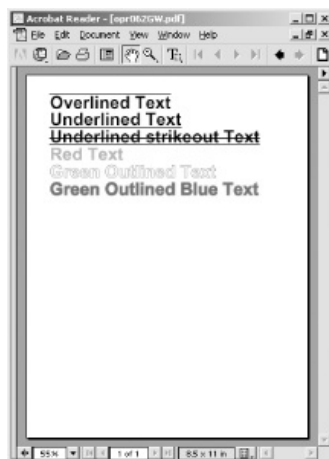 Acrobat Reader - [opr062GW.pdf]
File Edit Document View Window Help
Overlined Text
Underlined Text
Underlined strikeout Text
Red Text
Green Outlined Text
Green Outlined Blue Text
55% 1 of 1 8.5 x 11 in